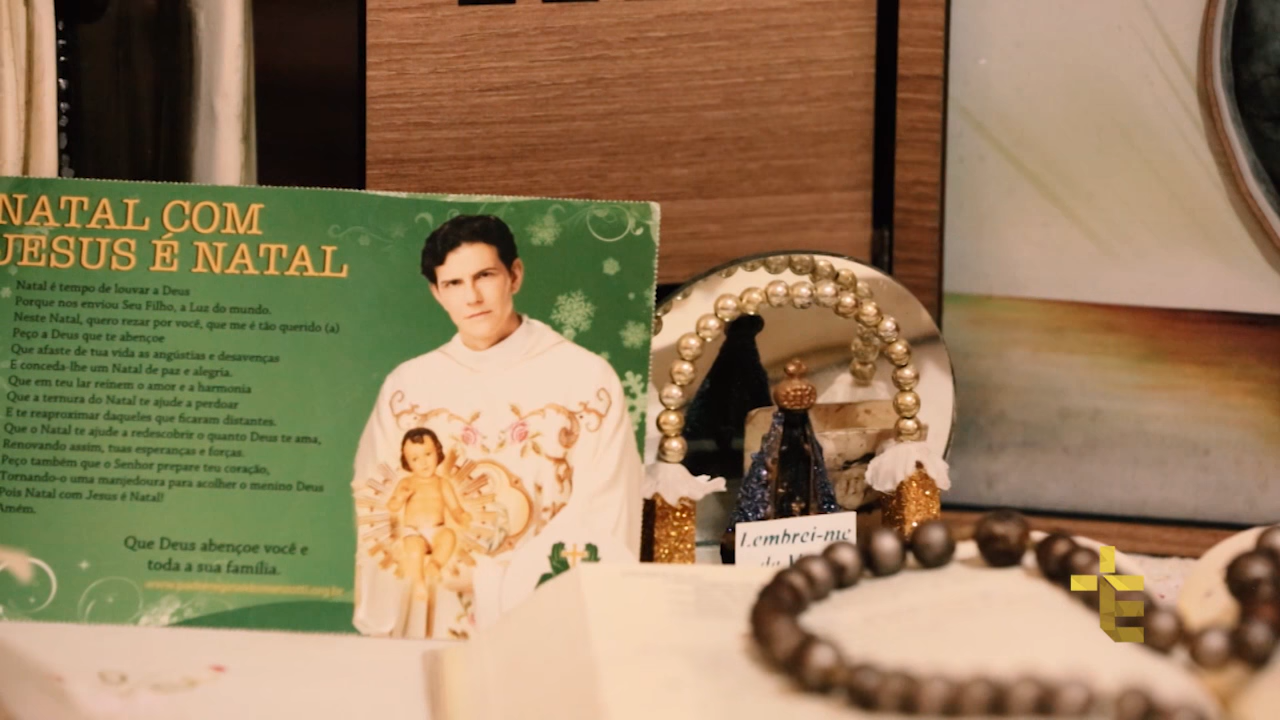 NATAL COM
JESUS É NATAL
Natal é tempo de louvar a Deus
Porque nos enviou Seu Filho, a Luz do mundo.
Neste Natal, quero rezar por você, que me é tão querido (a)
Peço a Deus que te abençoe
Que afaste de tua vida as angústias e desavenças
E conceda-lhe um Natal de paz e alegria.
Que em teu lar reinem o amor e a harmonia
Que a ternura do Natal te ajude a perdoar
E te reaproximar daqueles que ficaram distantes.
Que o Natal te ajude a redescobrir o quanto Deus te ama,
Renovando assim, tuas esperanças e forças.
Peço também que o Senhor prepare teu coração,
Tornando-o uma manjedoura para acolher o menino Deus
Pois Natal com Jesus é Natal!
Amém.
Que Deus abençoe você e
toda a sua família.
Lembrei-me